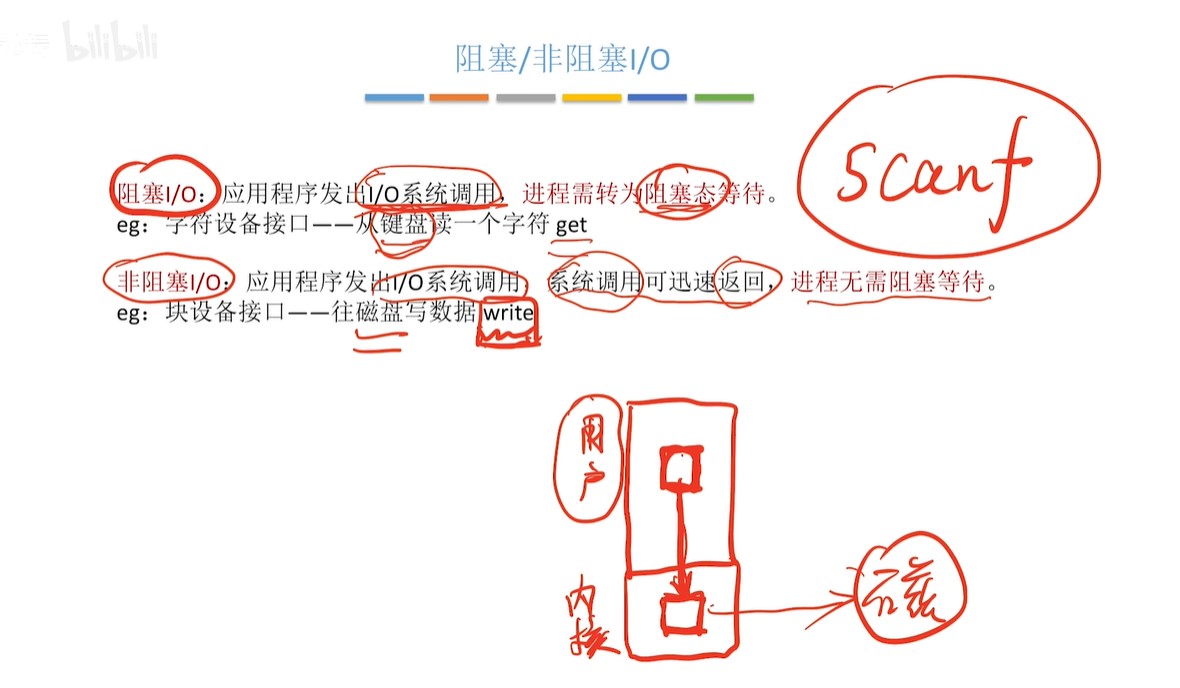 bilibili
阻塞/非阻塞I/O
scanf
阻塞I/O：应用程序发出I/O系统调用，进程需转为阻塞态等待。
eg：字符设备接口——从键盘读一个字符 get
非阻塞I/O：应用程序发出I/O系统调用，系统调用可迅速返回，进程无需阻塞等待。
eg：块设备接口——往磁盘写数据 write
用户
内核
磁